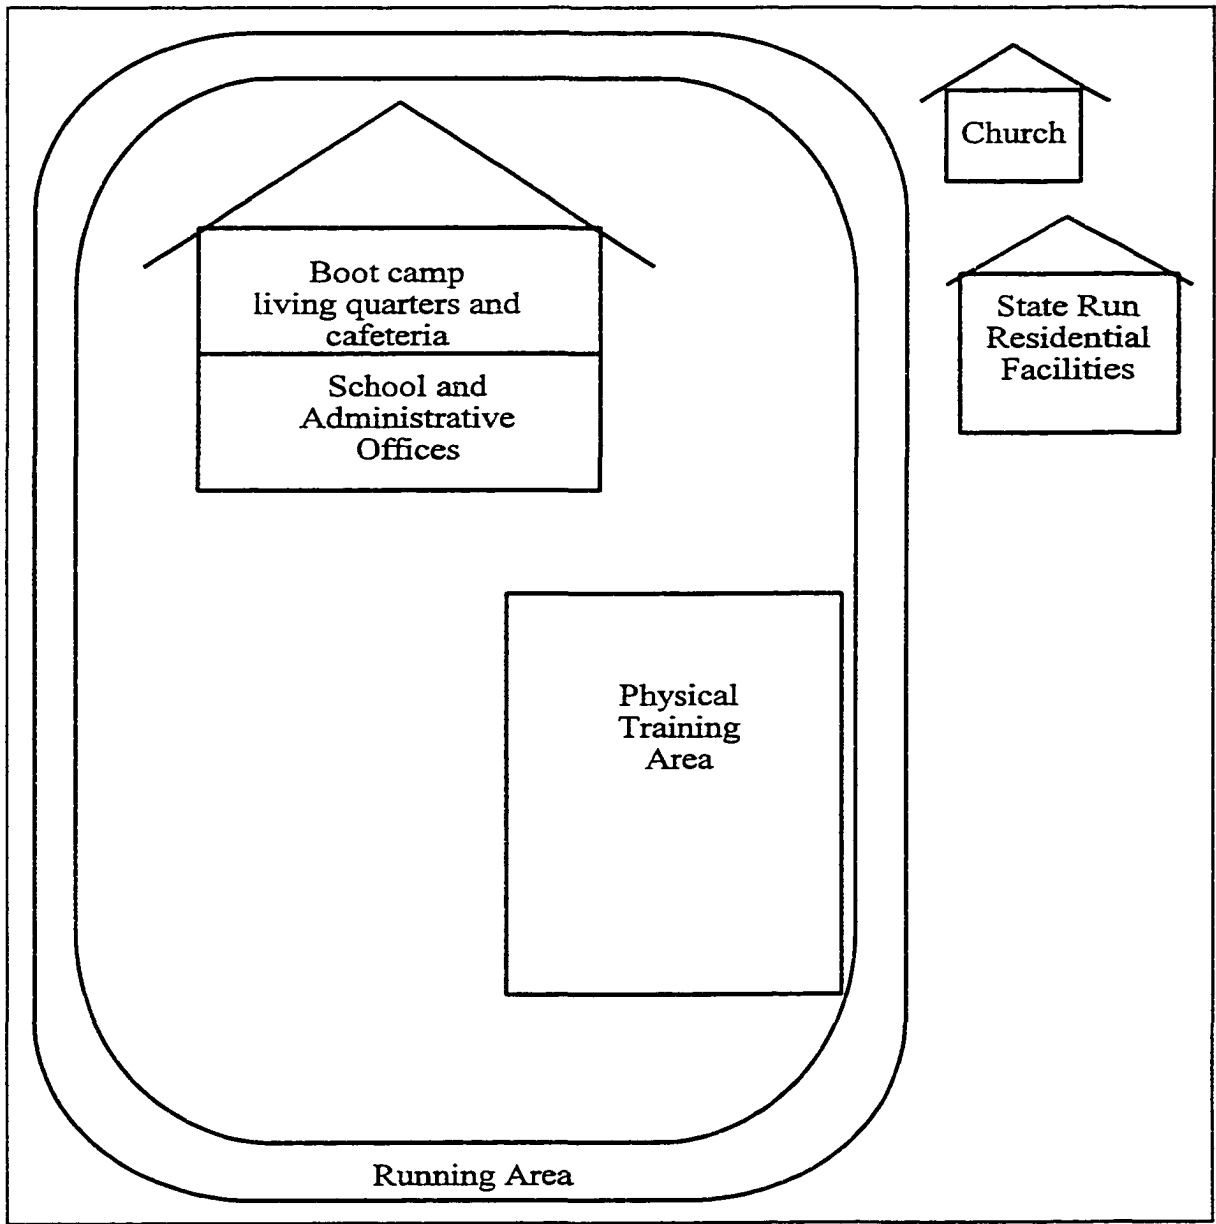 Church
Boot camp
living quarters and
cafeteria
School and
Administrative
Offices
State Run
Residential
Facilities
Physical
Training
Area
Running Area